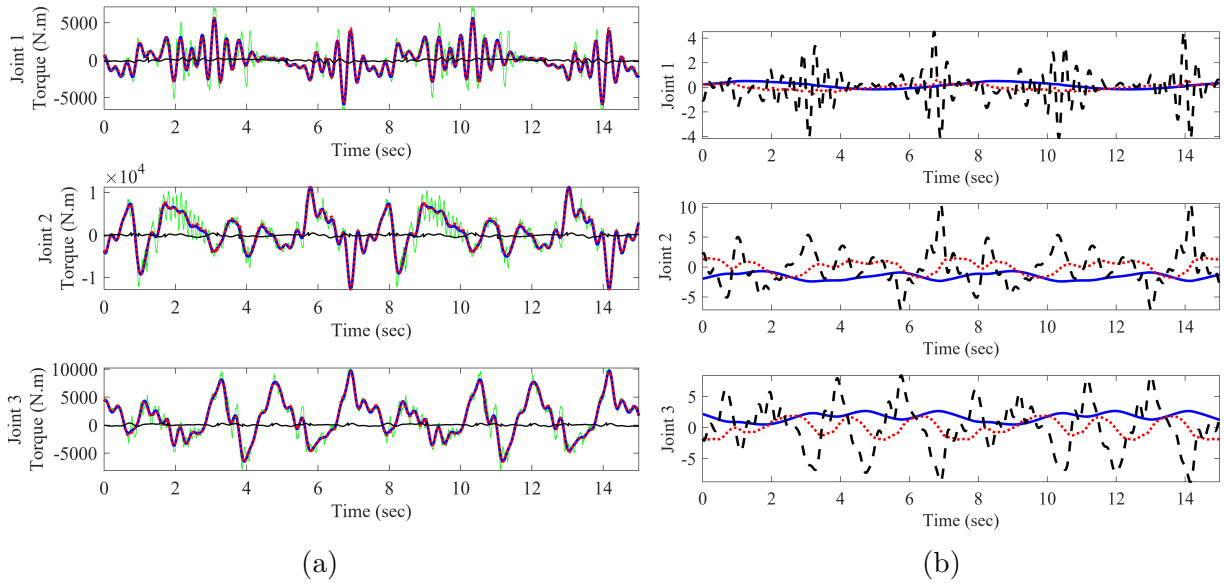 Joint 1
Torque (N.m)
5000
0
-5000
0 2 4 6 8 10 12 14
Time (sec)
×10⁴
Joint 2
Torque (N.m)
1
0
-1
0 2 4 6 8 10 12 14
Time (sec)
Joint 3
Torque (N.m)
10000
5000
0
-5000
0 2 4 6 8 10 12 14
Time (sec)
(a)
Joint 1
4
2
0
-2
-4
0 2 4 6 8 10 12 14
Time (sec)
Joint 2
10
5
0
-5
0 2 4 6 8 10 12 14
Time (sec)
Joint 3
5
0
-5
0 2 4 6 8 10 12 14
Time (sec)
(b)